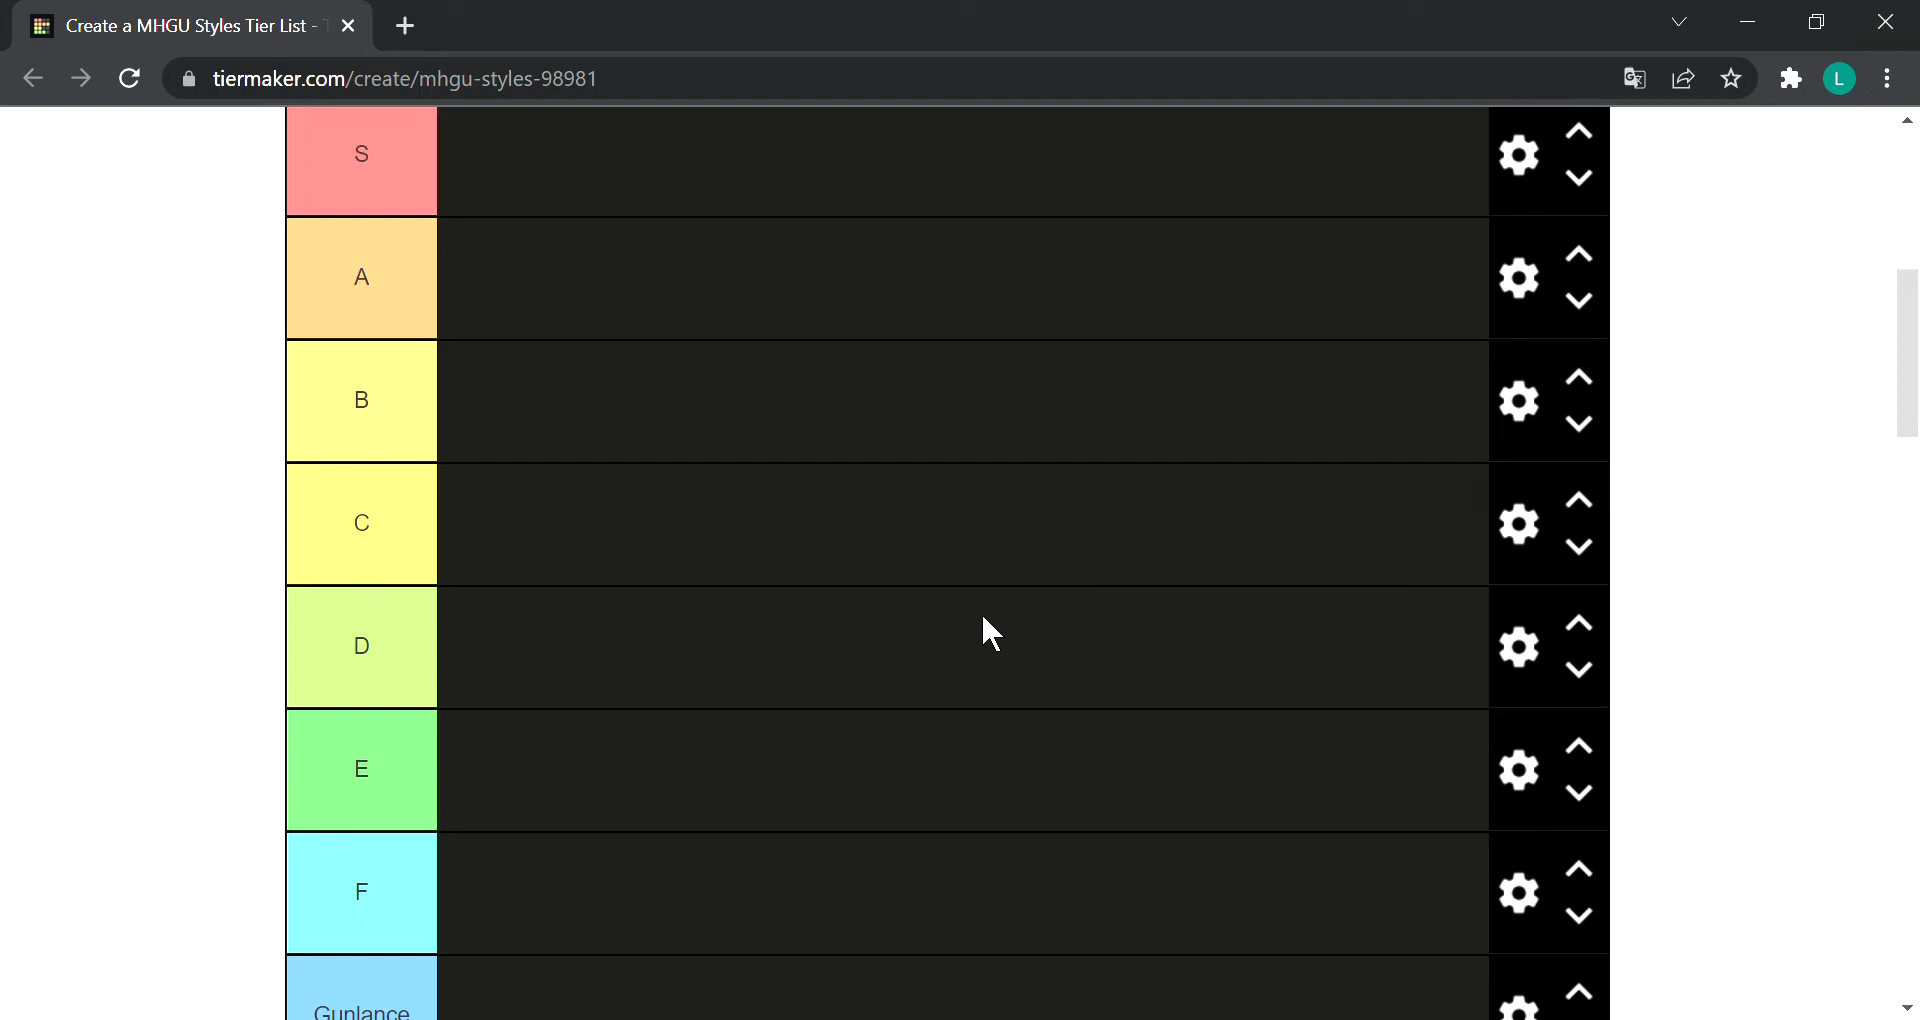 Create a MHGU Styles Tier List -
tiermaker.com/create/mhgu-styles-98981
L
S
A
B
C
D
E
F
Gunlance